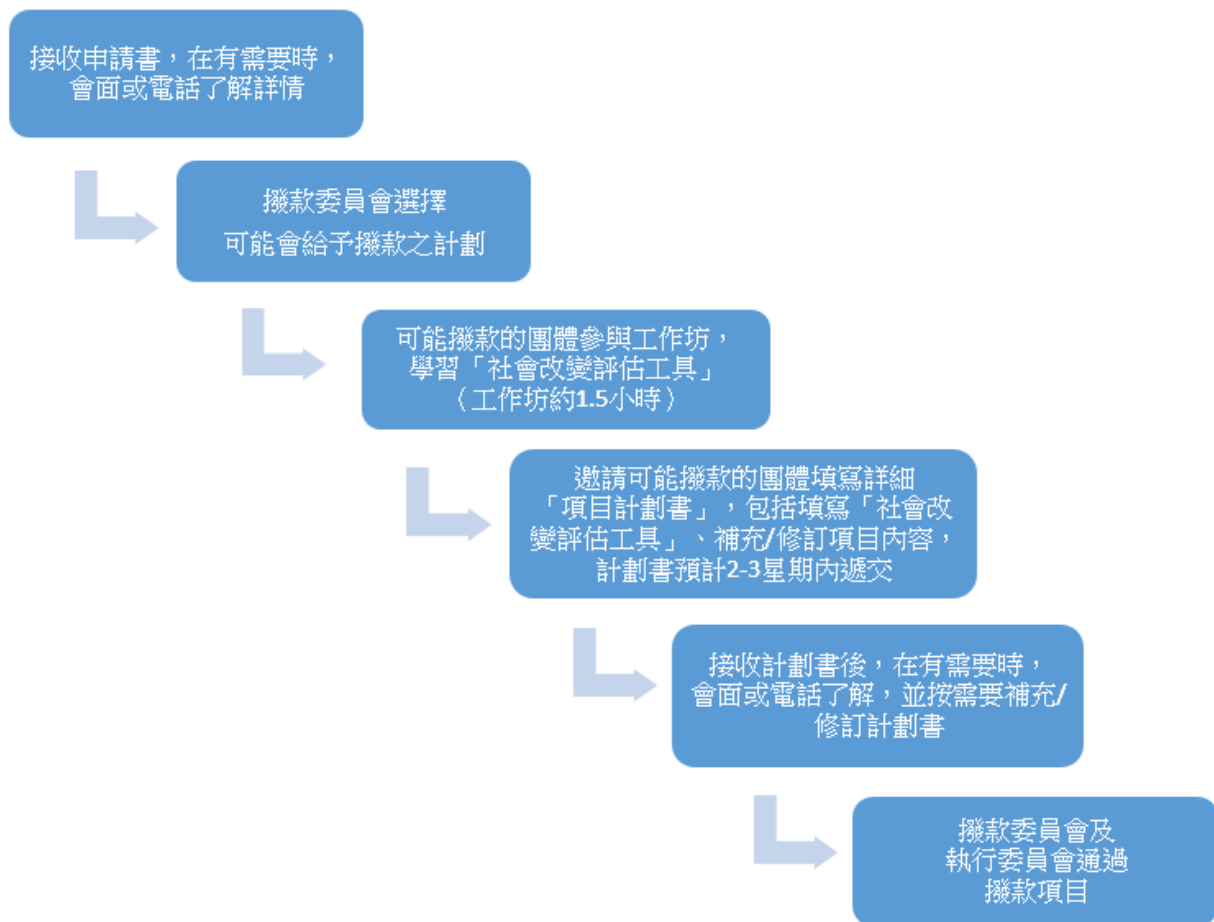 接收申請書，在有需要時，
會面或電話了解詳情
撥款委員會選擇
可能會給予撥款之計劃
可能撥款的團體參與工作坊，
學習「社會改變評估工具」
（工作坊約1.5小時）
邀請可能撥款的團體填寫詳細
「項目計劃書」，包括填寫「社會改
變評估工具」、補充/修訂項目內容，
計劃書預計2-3星期內遞交
接收計劃書後，在有需要時，
會面或電話了解，並按需要補充/
修訂計劃書
撥款委員會及
執行委員會通過
撥款項目